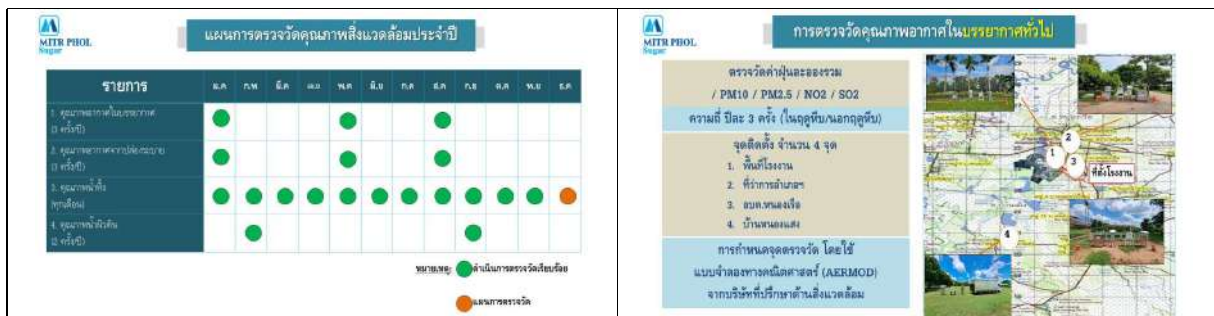 MITR PHOL
Sugar
แผนการตรวจวัดคุณภาพสิ่งแวดล้อมประจำปี
รายการ ม.ค ก.พ มี.ค เม.ย พ.ค มิ.ย ก.ค ส.ค ก.ย ต.ค พ.ย ธ.ค
1. คุณภาพอากาศในบรรยากาศ
(3 ครั้ง/ปี)
2. คุณภาพอากาศจากปล่องระบาย
(3 ครั้ง/ปี)
3. คุณภาพน้ำทิ้ง
(ทุกเดือน)
4. คุณภาพน้ำผิวดิน
(2 ครั้ง/ปี)
หมายเหตุ: ดำเนินการตรวจวัดเรียบร้อย
แผนการตรวจวัด
MITR PHOL
Sugar
การตรวจวัดคุณภาพอากาศในบรรยากาศทั่วไป
ตรวจวัดค่าฝุ่นละอองรวม
/ PM10 / PM2.5 / NO2 / SO2
ความถี่ ปีละ 3 ครั้ง (ในฤดูหีบ/นอกฤดูหีบ)
จุดติดตั้ง จำนวน 4 จุด
1. พื้นที่โรงงาน
2. ที่ว่าการอำเภอฯ
3. อบต.หนองเรือ
4. บ้านหนองแสง
การกำหนดจุดตรวจวัด โดยใช้
แบบจำลองทางคณิตศาสตร์ (AERMOD)
จากบริษัทที่ปรึกษาด้านสิ่งแวดล้อม
2
1
3
ที่ตั้งโรงงาน
4